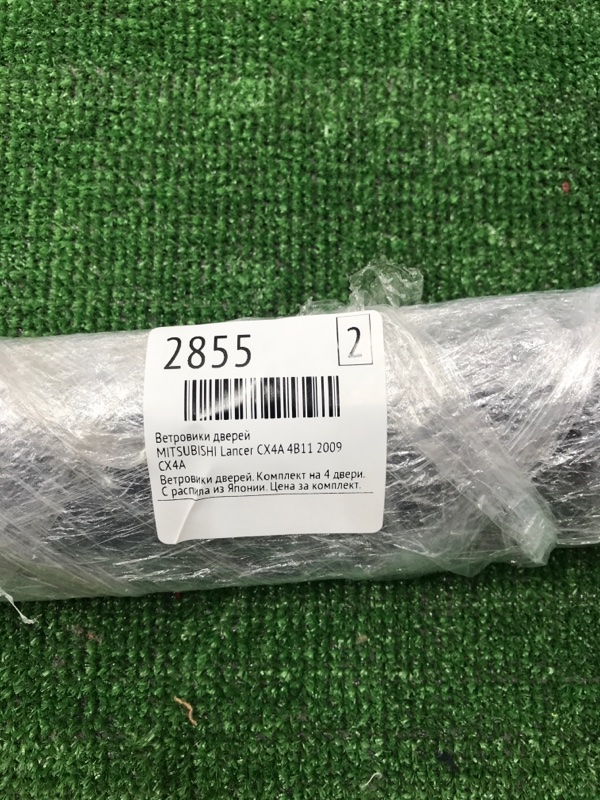 2855
2
Ветровики дверей
MITSUBISHI Lancer CX4A 4B11 2009
CX4A
Ветровики дверей. Комплект на 4 двери.
С распила из Японии. Цена за комплект.